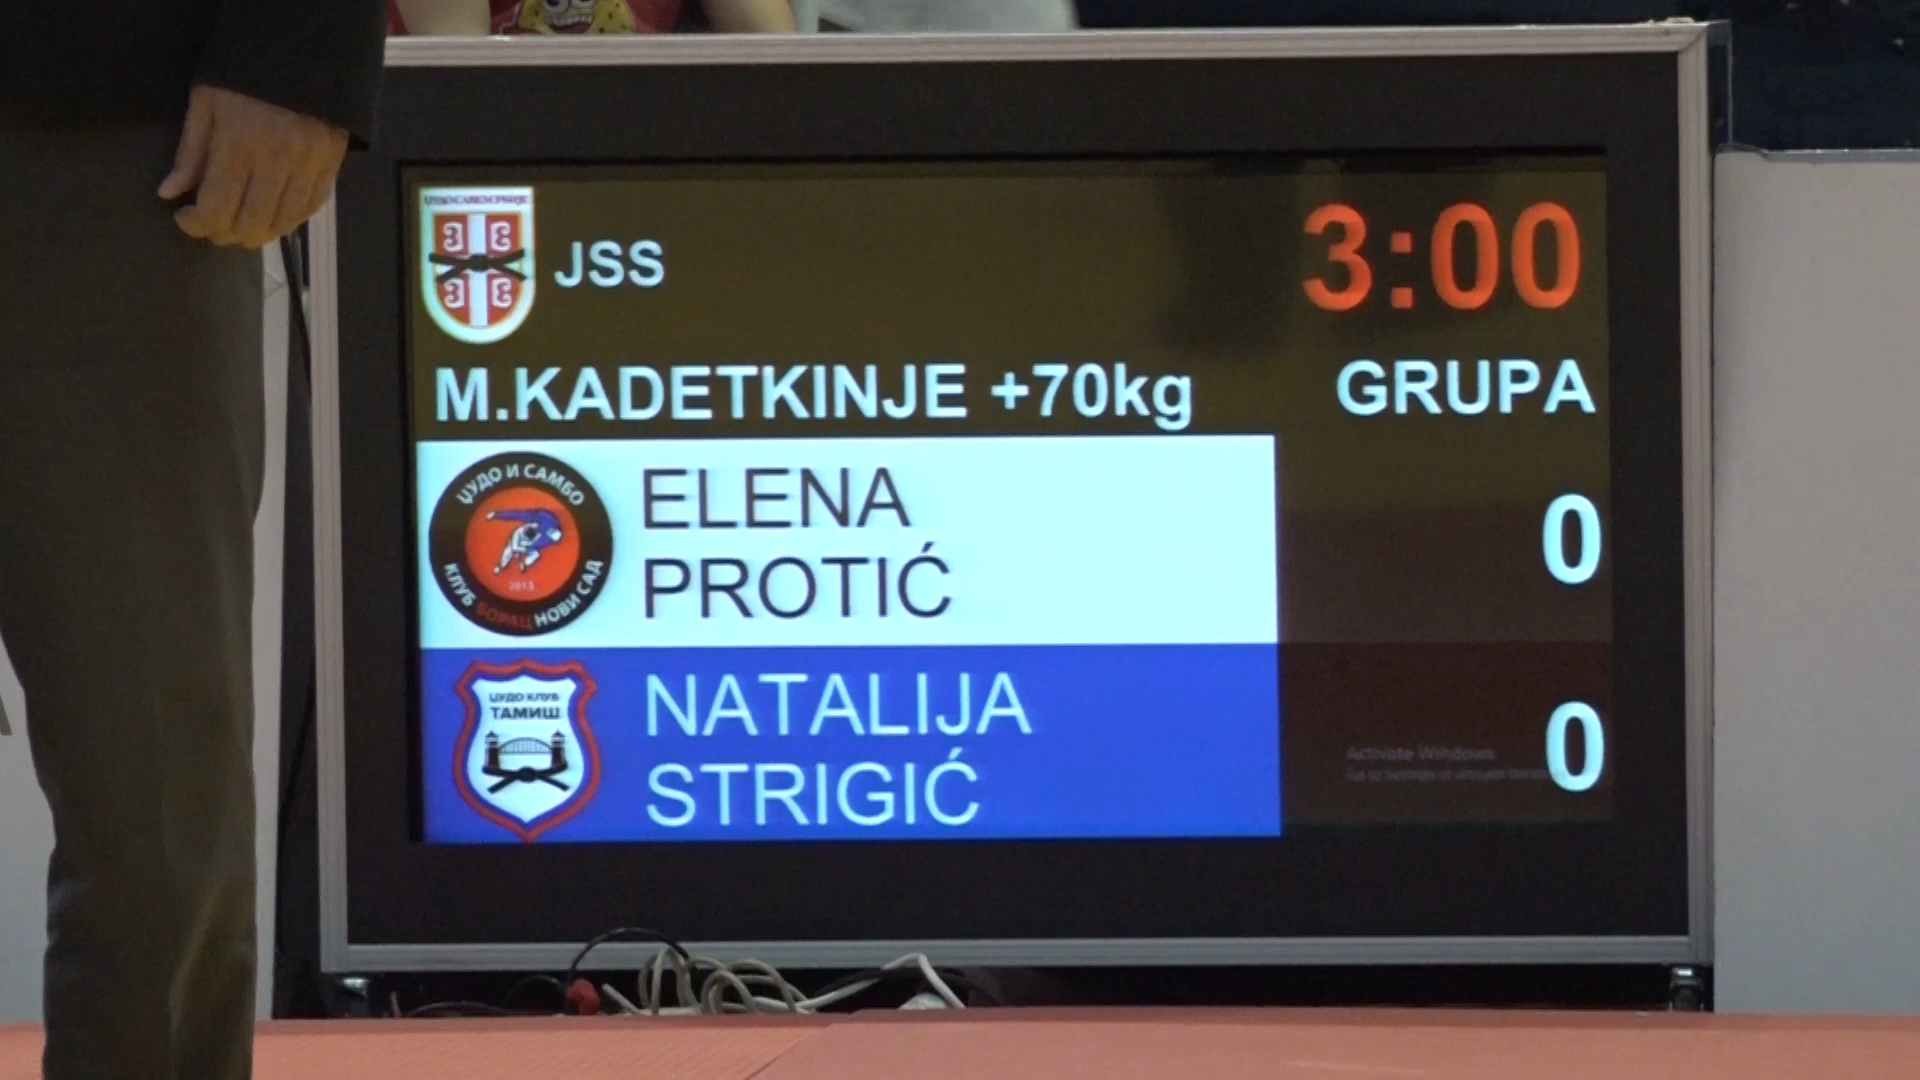 JSS
3:00
M.KADETKINJE +70kg
GRUPA
ЏУДО И САМБО
КЛУБ БОРАЦ НОВИ САД
2013
ELENA
PROTIĆ
0
ЏУДО КЛУБ
ТАМИШ
NATALIJA
STRIGIĆ
0
Activate Windows